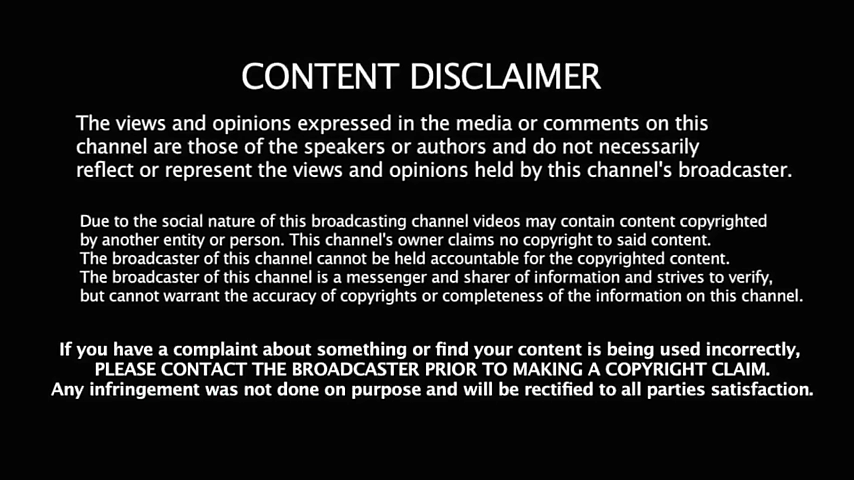 CONTENT DISCLAIMER
The views and opinions expressed in the media or comments on this
channel are those of the speakers or authors and do not necessarily
reflect or represent the views and opinions held by this channel's broadcaster.
Due to the social nature of this broadcasting channel videos may contain content copyrighted
by another entity or person. This channel's owner claims no copyright to said content.
The broadcaster of this channel cannot be held accountable for the copyrighted content.
The broadcaster of this channel is a messenger and sharer of information and strives to verify,
but cannot warrant the accuracy of copyrights or completeness of the information on this channel.
If you have a complaint about something or find your content is being used incorrectly,
PLEASE CONTACT THE BROADCASTER PRIOR TO MAKING A COPYRIGHT CLAIM.
Any infringement was not done on purpose and will be rectified to all parties satisfaction.